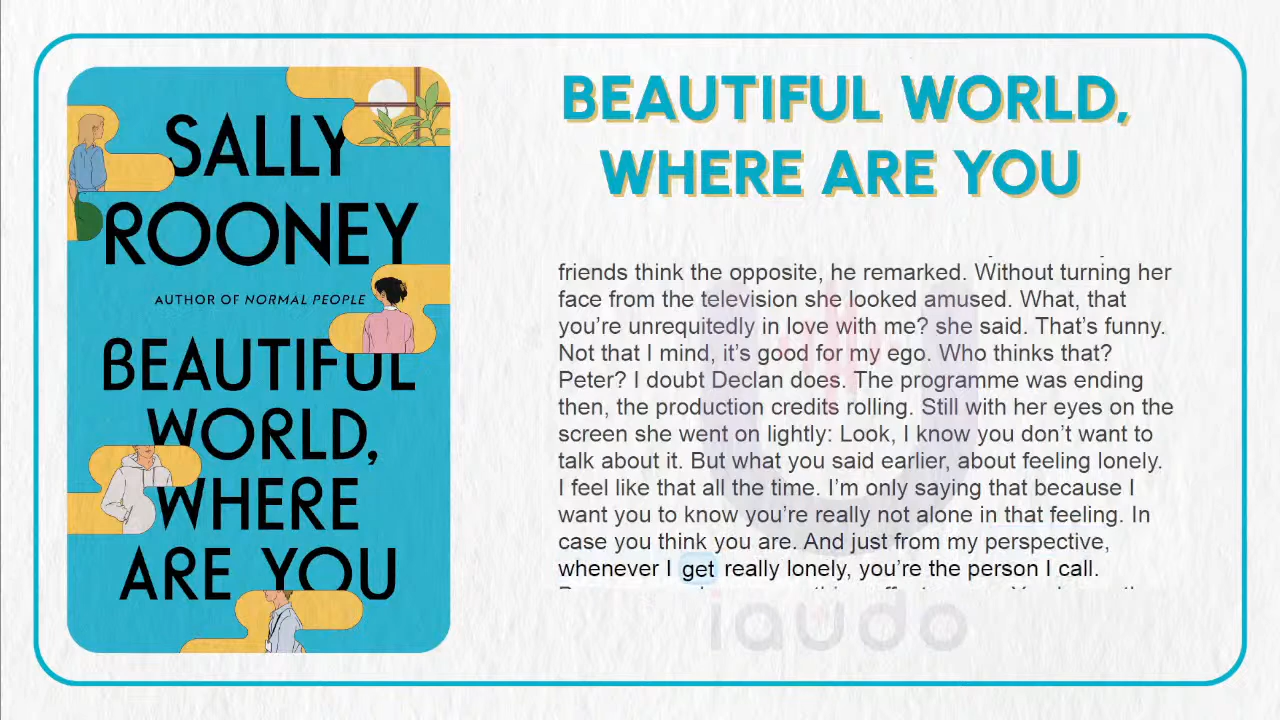 SALLY
ROONEY
AUTHOR OF NORMAL PEOPLE
BEAUTIFUL
WORLD,
WHERE
ARE YOU
BEAUTIFUL WORLD,
WHERE ARE YOU
friends think the opposite, he remarked. Without turning her
face from the television she looked amused. What, that
you’re unrequitedly in love with me? she said. That’s funny.
Not that I mind, it’s good for my ego. Who thinks that?
Peter? I doubt Declan does. The programme was ending
then, the production credits rolling. Still with her eyes on the
screen she went on lightly: Look, I know you don’t want to
talk about it. But what you said earlier, about feeling lonely.
I feel like that all the time. I’m only saying that because I
want you to know you’re really not alone in that feeling. In
case you think you are. And just from my perspective,
whenever I get really lonely, you’re the person I call.
iaudo